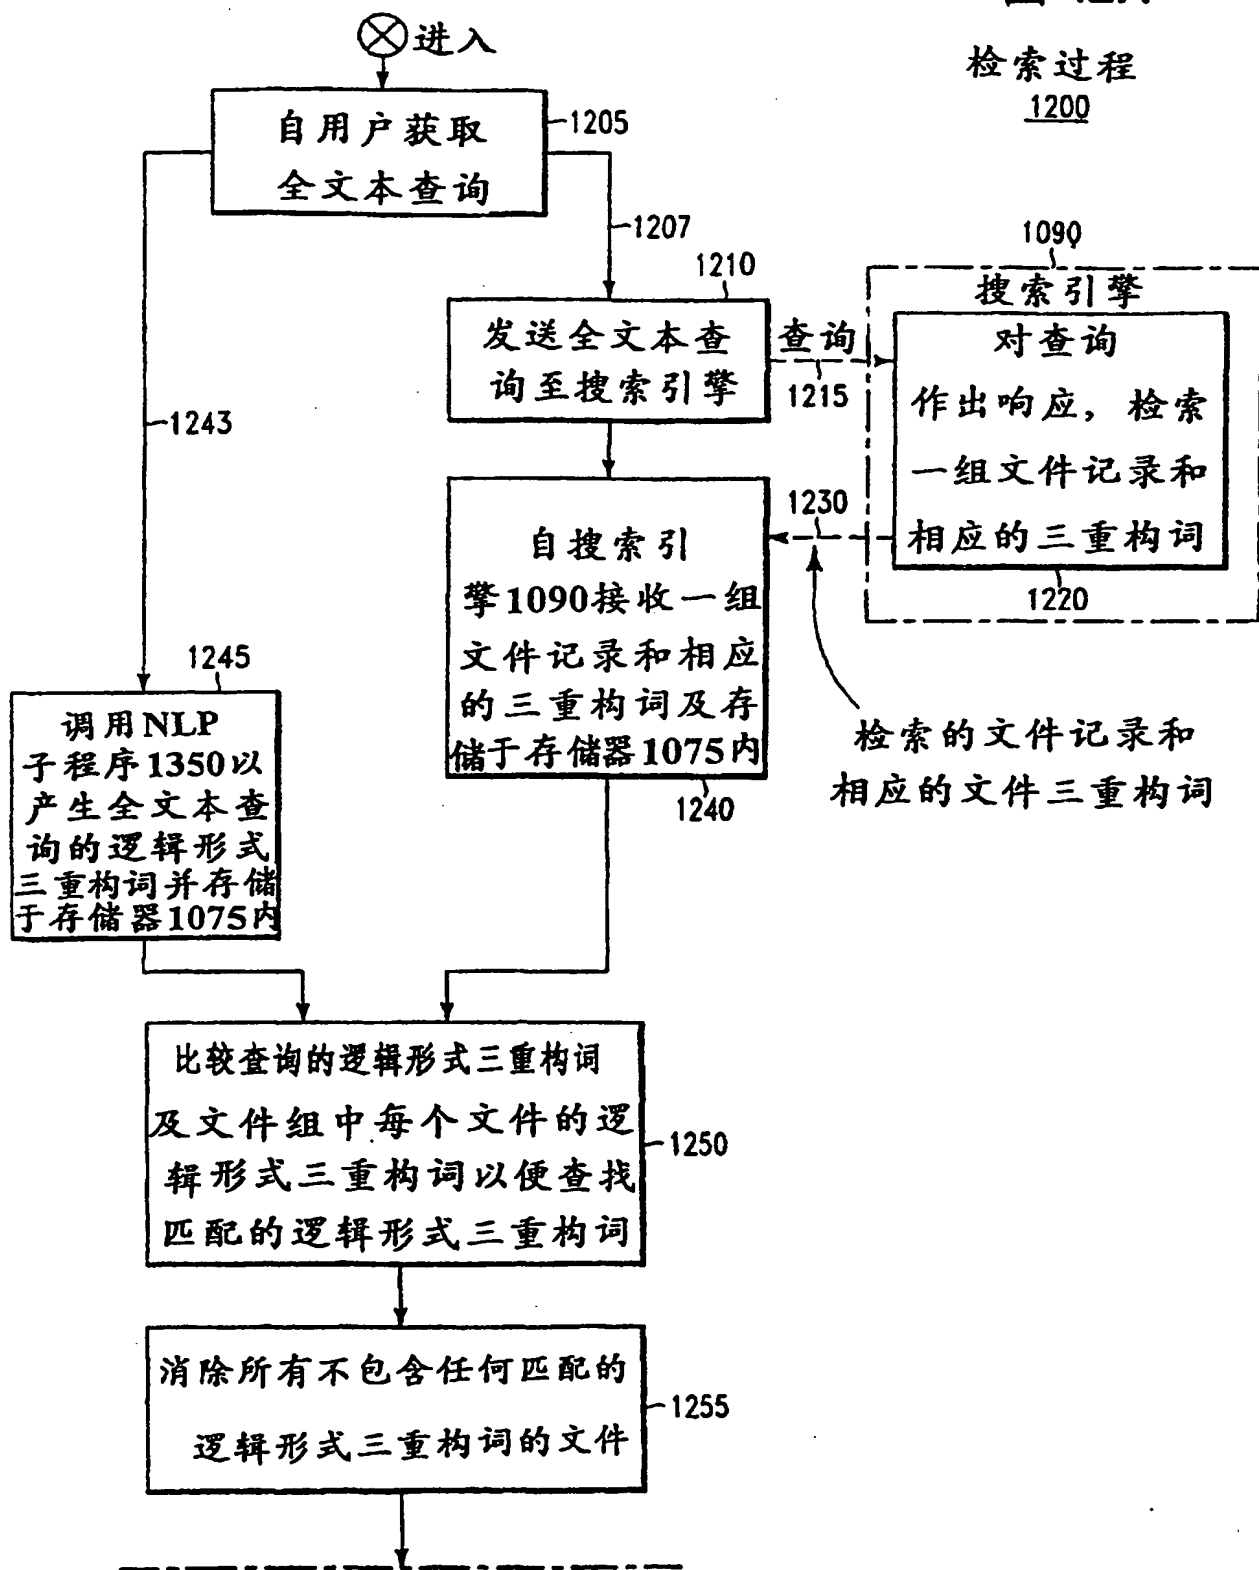 进入
检索过程
1200
自用户获取
全文本查询
1205
1207
1210
1090
搜索引擎
发送全文本查
询至搜索引擎
查询
1215
对查询
作出响应，检索
一组文件记录和
相应的三重构词
1220
1243
1230
自搜索引
擎1090接收一组
文件记录和相应
的三重构词及存
储于存储器1075内
1240
检索的文件记录和
相应的文件三重构词
1245
调用NLP
子程序1350以
产生全文本查
询的逻辑形式
三重构词并存储
于存储器1075内
比较查询的逻辑形式三重构词
及文件组中每个文件的逻
辑形式三重构词以便查找
匹配的逻辑形式三重构词
1250
消除所有不包含任何匹配的
逻辑形式三重构词的文件
1255